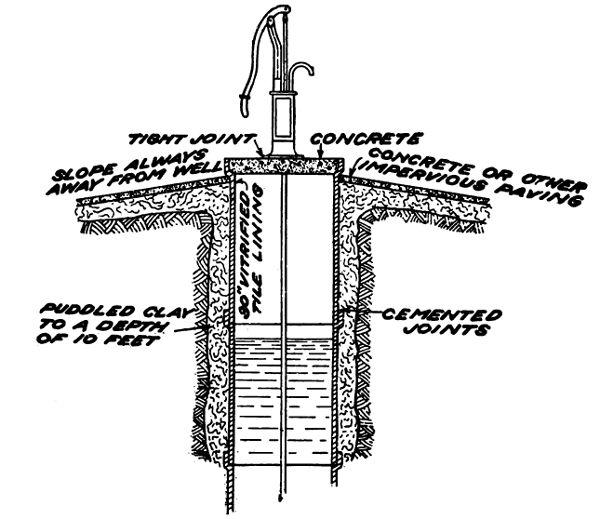 TIGHT JOINT
CONCRETE
SLOPE ALWAYS
AWAY FROM WELL
CONCRETE OR OTHER
IMPERVIOUS PAVING
30" VITRIFIED
TILE LINING
PUDDLED CLAY
TO A DEPTH
OF 10 FEET
CEMENTED
JOINTS